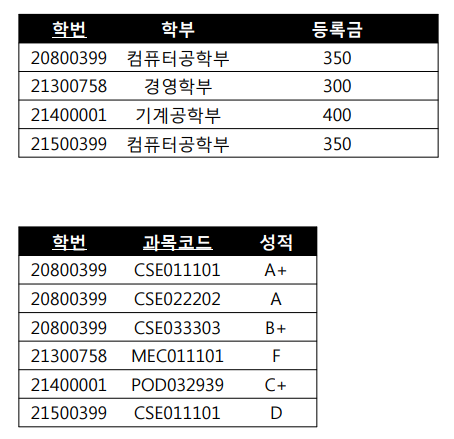 학번 학부 등록금
20800399 컴퓨터공학부 350
21300758 경영학부 300
21400001 기계공학부 400
21500399 컴퓨터공학부 350
학번 과목코드 성적
20800399 CSE011101 A+
20800399 CSE022202 A
20800399 CSE033303 B+
21300758 MEC011101 F
21400001 POD032939 C+
21500399 CSE011101 D